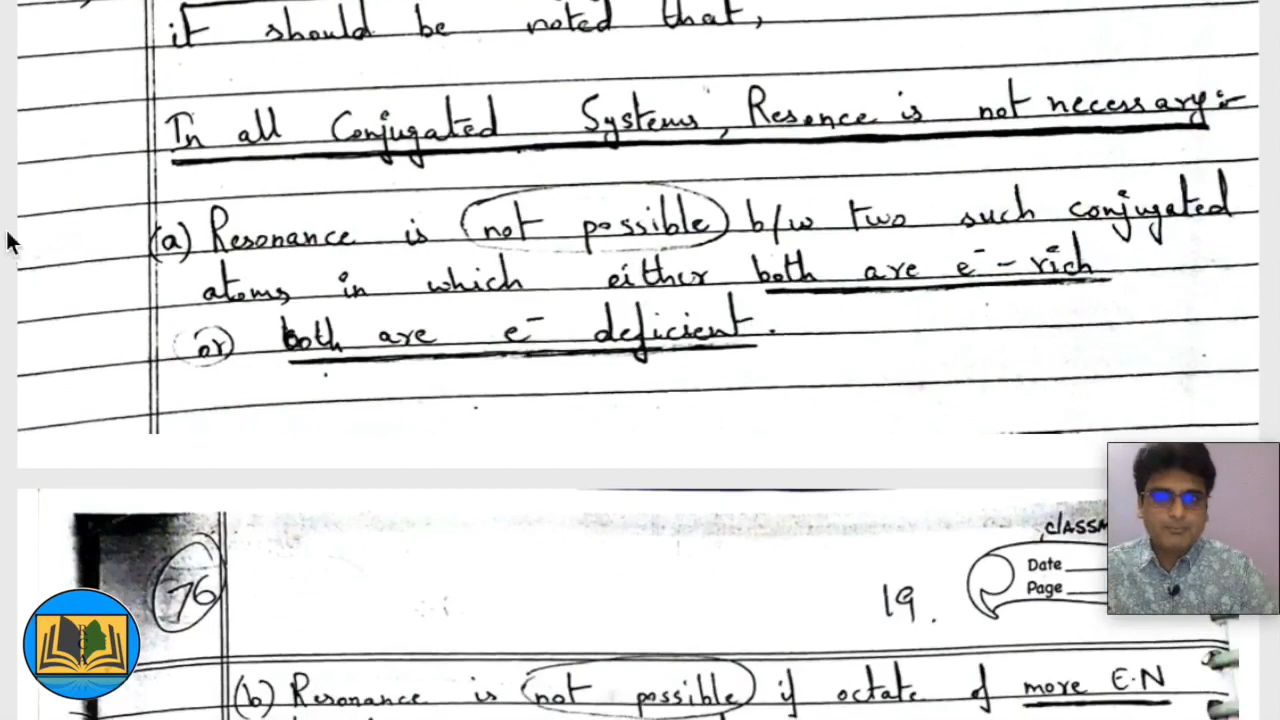 it should be noted that,
In all Conjugated Systems, Resonce is not necessary:-
(a) Resonance is not possible b/w two such conjugated
atoms in which either both are e⁻-rich
or both are e⁻ deficient.
classm
Date
Page
76
19.
(b) Resonance is not possible if octate of more E.N